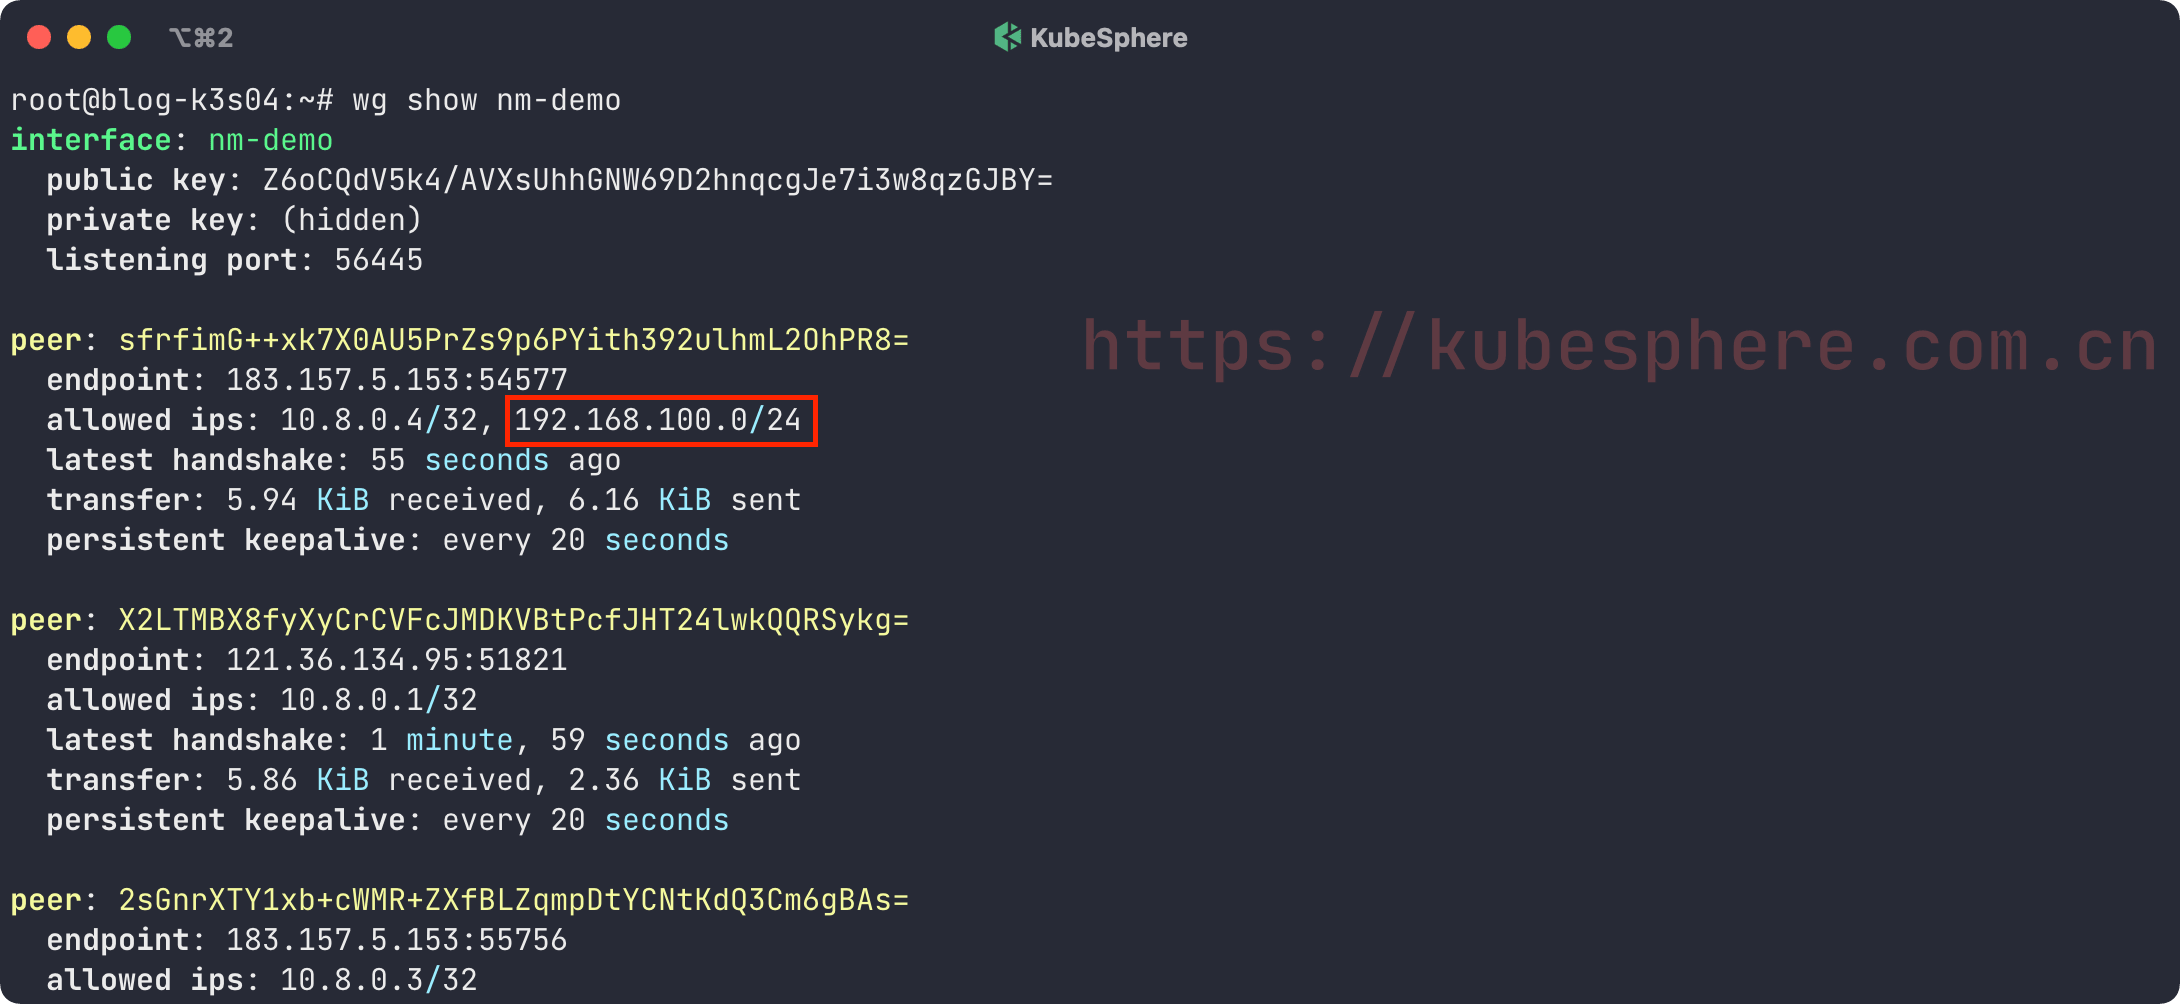 ⌥⌘2
KubeSphere
root@blog-k3s04:~# wg show nm-demo
interface: nm-demo
public key: Z6oCQdV5k4/AVXsUhhGNW69D2hnqcgJe7i3w8qzGJBY=
private key: (hidden)
listening port: 56445
https://kubesphere.com.cn
peer: sfrfimG++xk7X0AU5PrZs9p6PYith392ulhmL2OhPR8=
endpoint: 183.157.5.153:54577
allowed ips: 10.8.0.4/32, 192.168.100.0/24
latest handshake: 55 seconds ago
transfer: 5.94 KiB received, 6.16 KiB sent
persistent keepalive: every 20 seconds
peer: X2LTMBX8fyXyCrCVFcJMDKVBtPcfJHT24lwkQQRSykg=
endpoint: 121.36.134.95:51821
allowed ips: 10.8.0.1/32
latest handshake: 1 minute, 59 seconds ago
transfer: 5.86 KiB received, 2.36 KiB sent
persistent keepalive: every 20 seconds
peer: 2sGnrXTY1xb+cWMR+ZXfBLZqmpDtYCNtKdQ3Cm6gBAs=
endpoint: 183.157.5.153:55756
allowed ips: 10.8.0.3/32